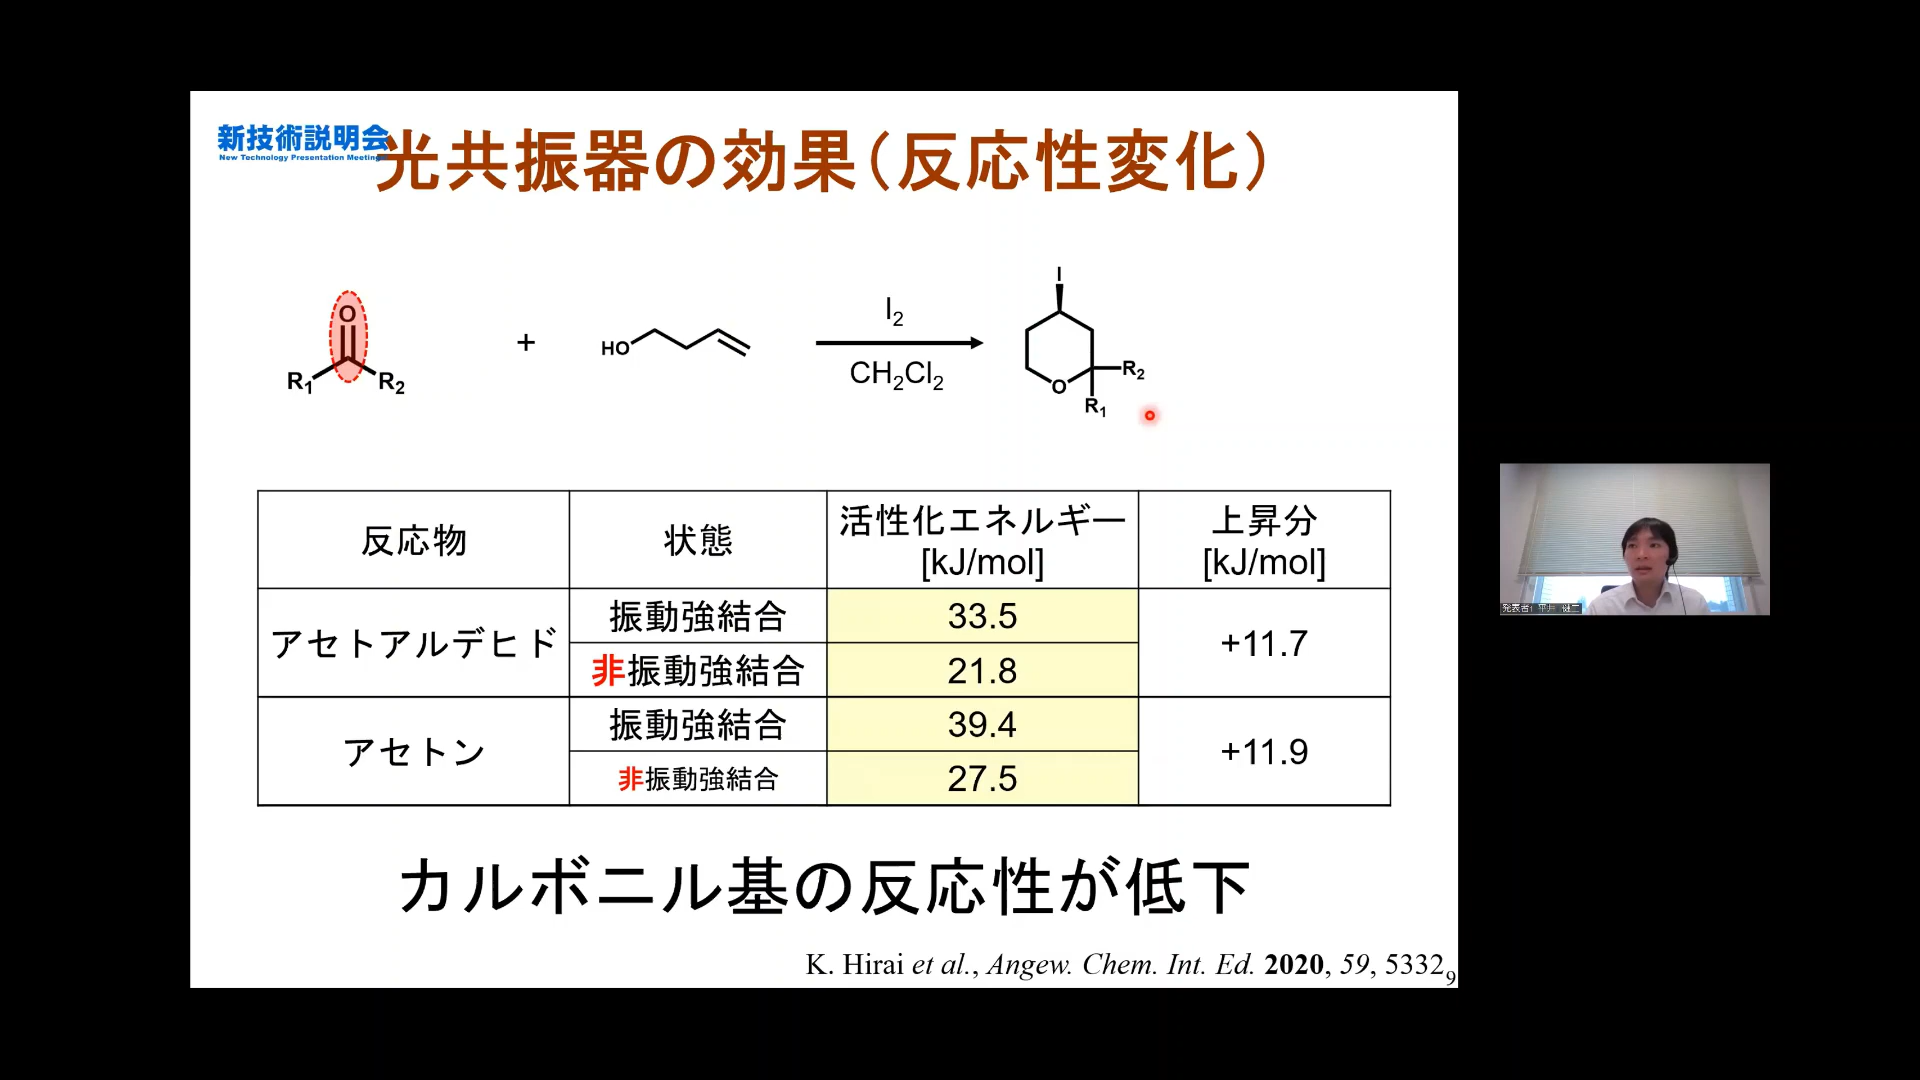 新技術説明会
New Technology Presentation Meetings
光共振器の効果（反応性変化）
O
R1
R2
+
HO
I2
CH2Cl2
I
O
R2
R1
反応物
状態
活性化エネルギー
[kJ/mol]
上昇分
[kJ/mol]
アセトアルデヒド
振動強結合
33.5
+11.7
非振動強結合
21.8
アセトン
振動強結合
39.4
+11.9
非振動強結合
27.5
カルボニル基の反応性が低下
K. Hirai et al., Angew. Chem. Int. Ed. 2020, 59, 5332
9
発表者: 平井 健二